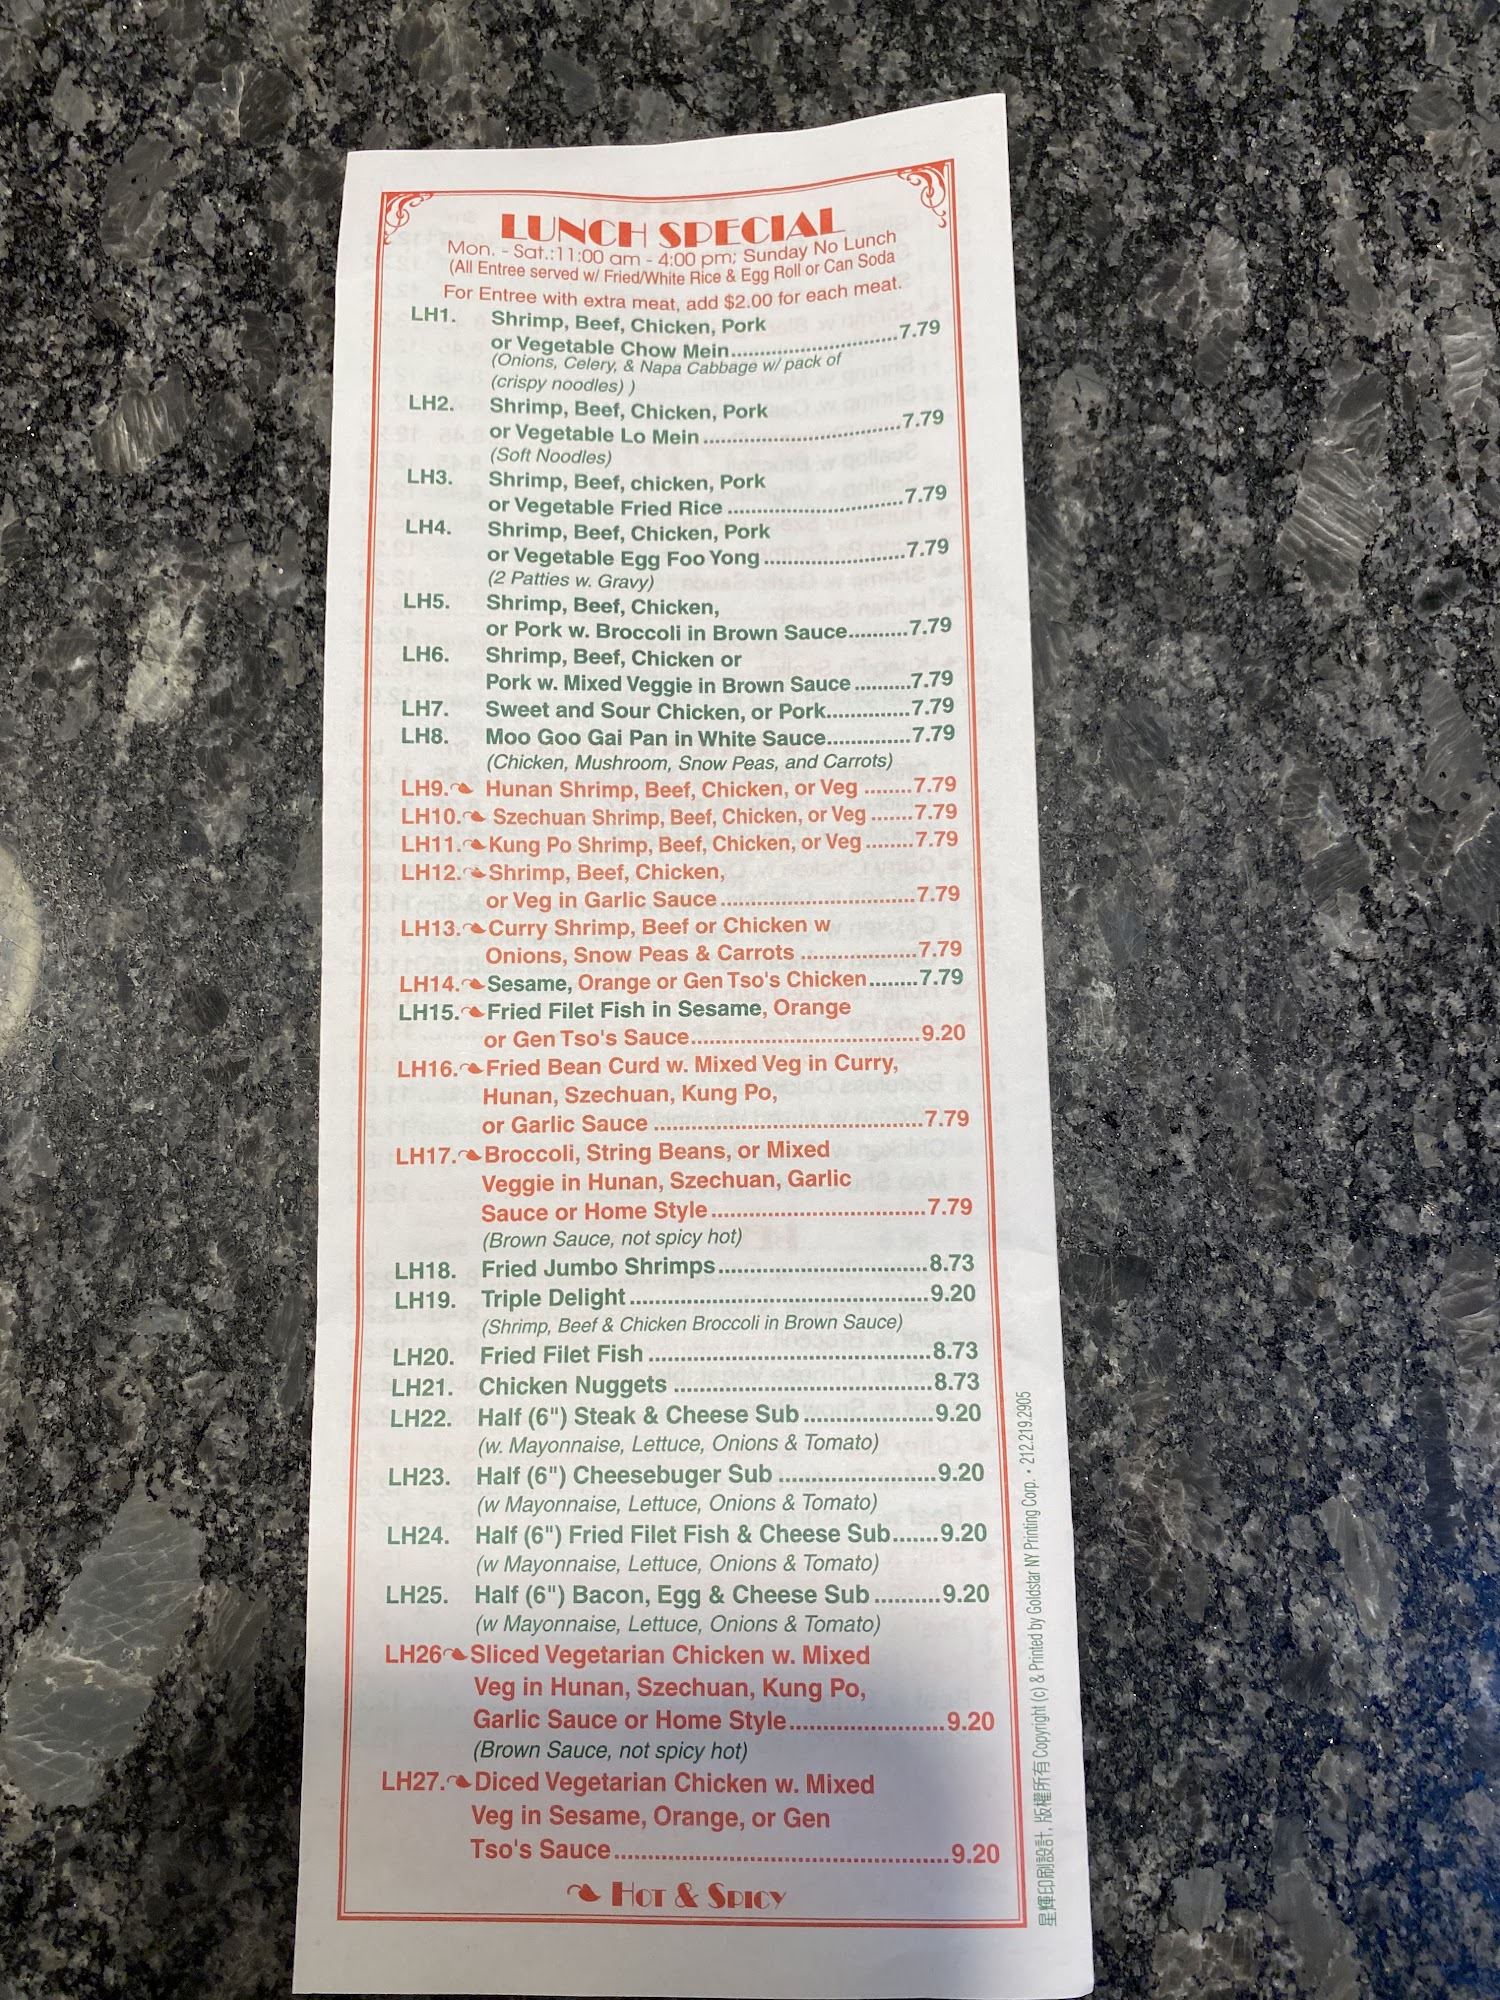 LUNCH SPECIAL
Mon. - Sat.:11:00 am - 4:00 pm; Sunday No Lunch
(All Entree served w/ Fried/White Rice & Egg Roll or Can Soda
For Entree with extra meat, add $2.00 for each meat.
LH1. Shrimp, Beef, Chicken, Pork
or Vegetable Chow Mein..............................7.79
(Onions, Celery, & Napa Cabbage w/ pack of
(crispy noodles) )
LH2. Shrimp, Beef, Chicken, Pork
or Vegetable Lo Mein..............................7.79
(Soft Noodles)
LH3. Shrimp, Beef, chicken, Pork
or Vegetable Fried Rice ..........................7.79
LH4. Shrimp, Beef, Chicken, Pork
or Vegetable Egg Foo Yong.....................7.79
(2 Patties w. Gravy)
LH5. Shrimp, Beef, Chicken,
or Pork w. Broccoli in Brown Sauce..........7.79
LH6. Shrimp, Beef, Chicken or
Pork w. Mixed Veggie in Brown Sauce..........7.79
LH7. Sweet and Sour Chicken, or Pork.............7.79
LH8. Moo Goo Gai Pan in White Sauce.............7.79
(Chicken, Mushroom, Snow Peas, and Carrots)
LH9. Hunan Shrimp, Beef, Chicken, or Veg ........7.79
LH10. Szechuan Shrimp, Beef, Chicken, or Veg .......7.79
LH11. Kung Po Shrimp, Beef, Chicken, or Veg ........7.79
LH12. Shrimp, Beef, Chicken,
or Veg in Garlic Sauce..............................7.79
LH13. Curry Shrimp, Beef or Chicken w
Onions, Snow Peas & Carrots ..................7.79
LH14. Sesame, Orange or Gen Tso's Chicken........7.79
LH15. Fried Filet Fish in Sesame, Orange
or Gen Tso's Sauce...................................9.20
LH16. Fried Bean Curd w. Mixed Veg in Curry,
Hunan, Szechuan, Kung Po,
or Garlic Sauce ........................................7.79
LH17. Broccoli, String Beans, or Mixed
Veggie in Hunan, Szechuan, Garlic
Sauce or Home Style................................7.79
(Brown Sauce, not spicy hot)
LH18. Fried Jumbo Shrimps...............................8.73
LH19. Triple Delight............................................9.20
(Shrimp, Beef & Chicken Broccoli in Brown Sauce)
LH20. Fried Filet Fish..........................................8.73
LH21. Chicken Nuggets ......................................8.73
LH22. Half (6") Steak & Cheese Sub ...................9.20
(w. Mayonnaise, Lettuce, Onions & Tomato)
LH23. Half (6") Cheesebuger Sub .......................9.20
(w Mayonnaise, Lettuce, Onions & Tomato)
LH24. Half (6") Fried Filet Fish & Cheese Sub.......9.20
(w Mayonnaise, Lettuce, Onions & Tomato)
LH25. Half (6") Bacon, Egg & Cheese Sub..........9.20
(w Mayonnaise, Lettuce, Onions & Tomato)
LH26 Sliced Vegetarian Chicken w. Mixed
Veg in Hunan, Szechuan, Kung Po,
Garlic Sauce or Home Style.......................9.20
(Brown Sauce, not spicy hot)
LH27. Diced Vegetarian Chicken w. Mixed
Veg in Sesame, Orange, or Gen
Tso's Sauce..................................................9.20
HOT & SPICY
星輝印刷設計, 版權所有 Copyright (c) & Printed by Goldstar NY Printing Corp. • 212.219.2905